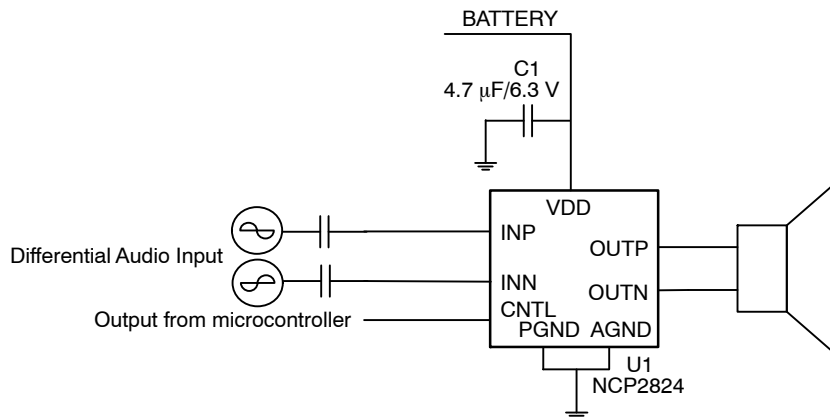 BATTERY
C1
4.7 μF/6.3 V
VDD
INP
OUTP
Differential Audio Input
INN
OUTN
CNTL
Output from microcontroller
PGND AGND
U1
NCP2824